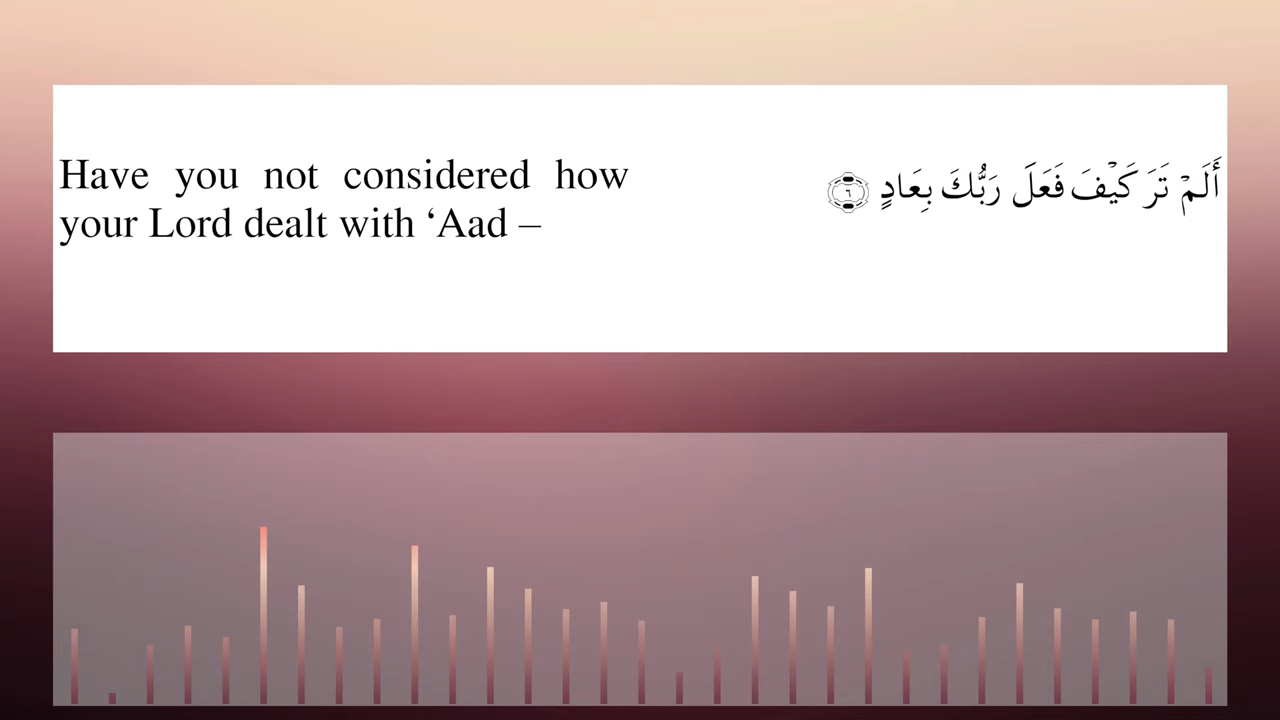 Have you not considered how
your Lord dealt with ‘Aad –
أَلَمۡ تَرَ كَيۡفَ فَعَلَ رَبُّكَ بِعَادٍ ۝٦